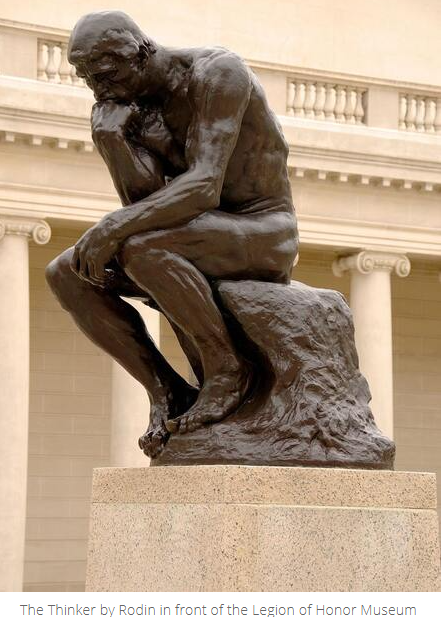 The Thinker by Rodin in front of the Legion of Honor Museum